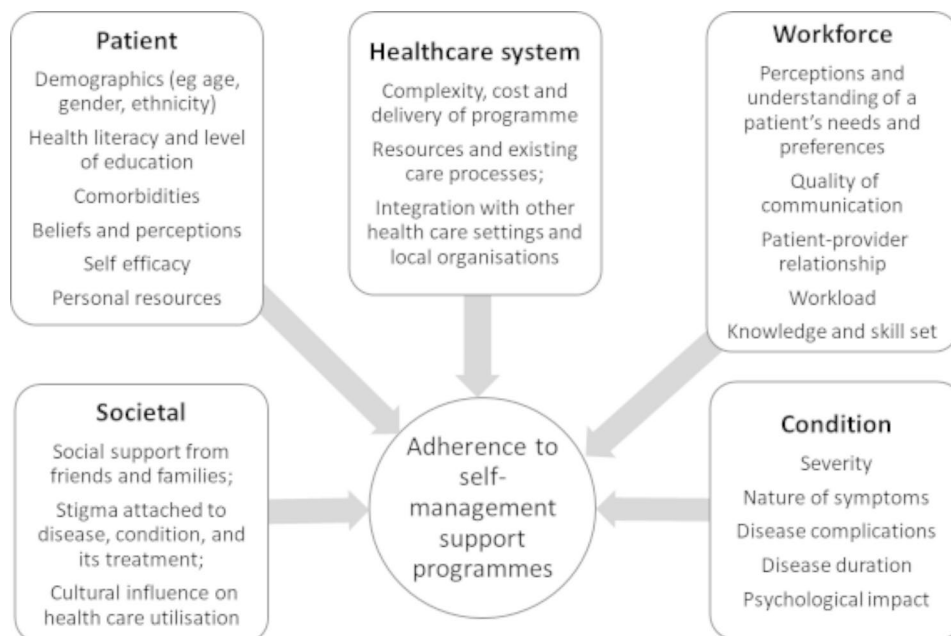 Patient
Demographics (eg age,
gender, ethnicity)
Health literacy and level
of education
Comorbidities
Beliefs and perceptions
Self efficacy
Personal resources
Healthcare system
Complexity, cost and
delivery of programme
Resources and existing
care processes;
Integration with other
health care settings and
local organisations
Workforce
Perceptions and
understanding of a
patient's needs and
preferences
Quality of
communication
Patient-provider
relationship
Workload
Knowledge and skill set
Societal
Social support from
friends and families;
Stigma attached to
disease, condition, and
its treatment;
Cultural influence on
health care utilisation
Adherence to
self-
management
support
programmes
Condition
Severity
Nature of symptoms
Disease complications
Disease duration
Psychological impact